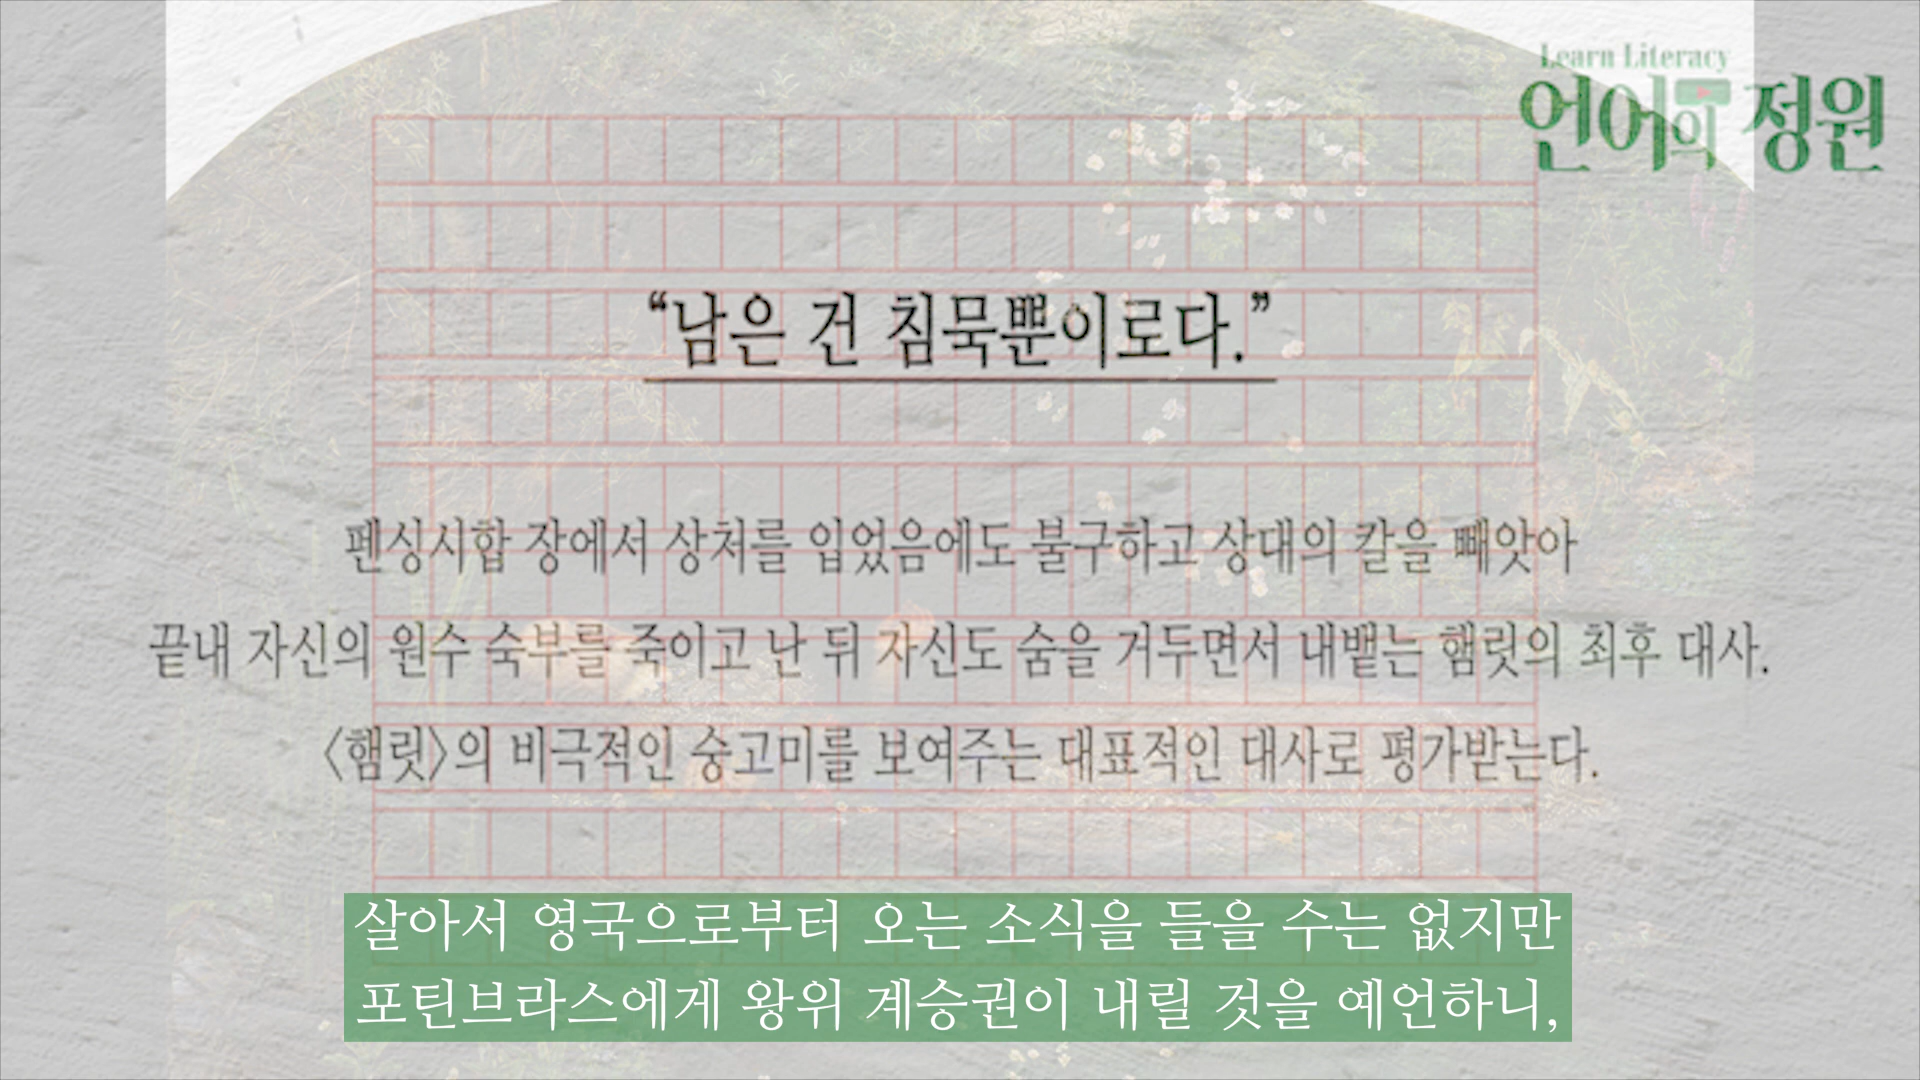 Learn Literacy
언어의 정원
“남은 건 침묵뿐이로다.”
펜싱시합 장에서 상처를 입었음에도 불구하고 상대의 칼을 빼앗아
끝내 자신의 원수 숙부를 죽이고 난 뒤 자신도 숨을 거두면서 내뱉는 햄릿의 최후 대사.
<햄릿>의 비극적인 숭고미를 보여주는 대표적인 대사로 평가받는다.
살아서 영국으로부터 오는 소식을 들을 수는 없지만
포틴브라스에게 왕위 계승권이 내릴 것을 예언하니,